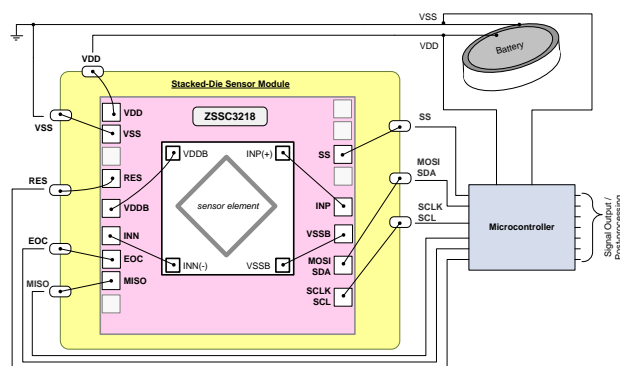 VSS
VDD
Battery
VDD
Stacked-Die Sensor Module
ZSSC3218
VDD
VSS
VSS
RES
RES
VDDB
INN
EOC
EOC
MISO
MISO
VDDB
INP(+)
sensor element
INN(-)
VSSB
SS
INP
VSSB
MOSI
SDA
SCLK
SCL
SS
MOSI
SDA
SCLK /
SCL
Microcontroller
Signal Output /
Postprocessing